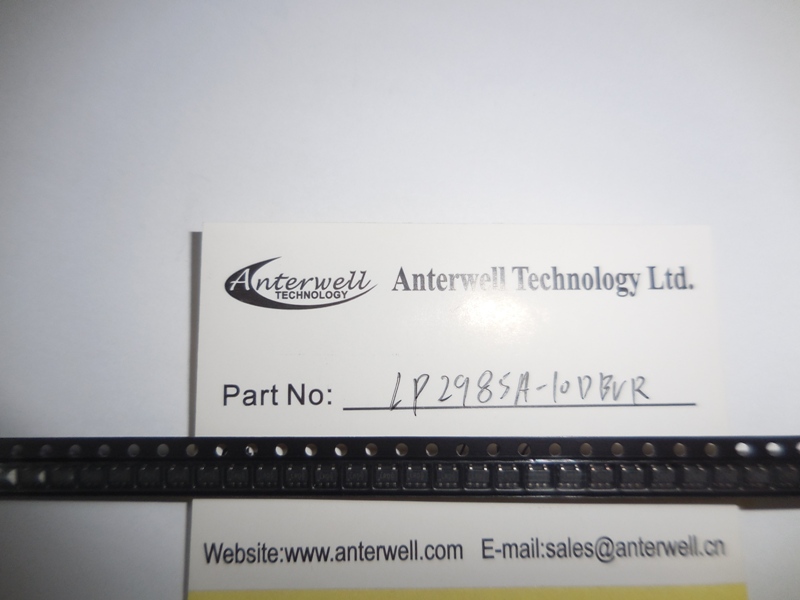 Anterwell TECHNOLOGY
Anterwell Technology Ltd.
Part No: LP2985A-10DBVR
Website:www.anterwell.com E-mail:sales@anterwell.cn